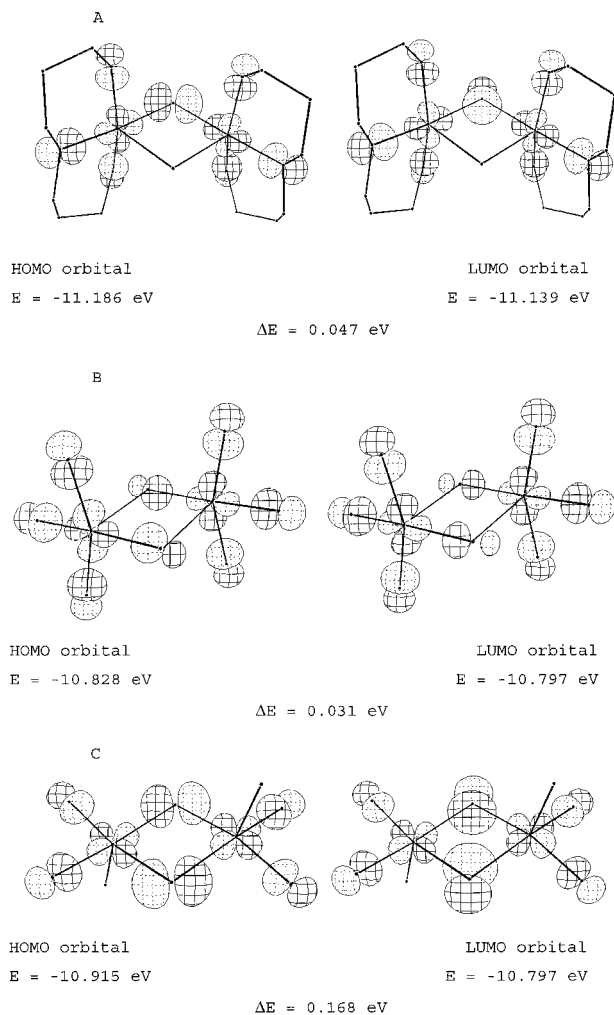 A
HOMO orbital LUMO orbital
E = -11.186 eV E = -11.139 eV
ΔE = 0.047 eV
B
HOMO orbital LUMO orbital
E = -10.828 eV E = -10.797 eV
ΔE = 0.031 eV
C
HOMO orbital LUMO orbital
E = -10.915 eV E = -10.797 eV
ΔE = 0.168 eV